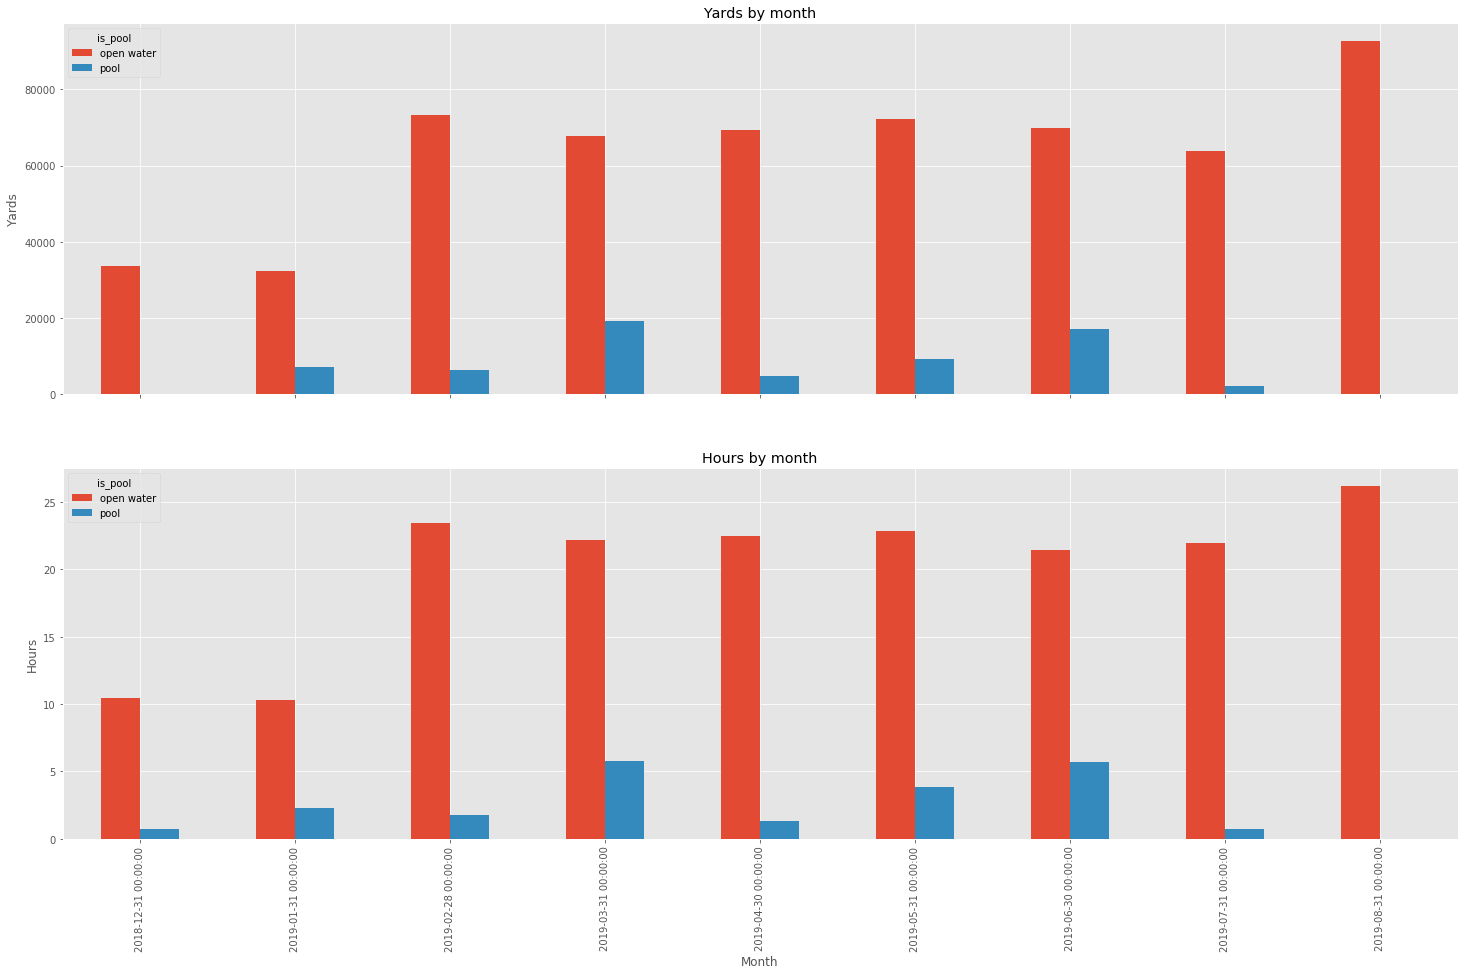 Yards by month
is_pool
open water
pool
80000
60000
40000
20000
0
Yards
Hours by month
is_pool
open water
pool
25
20
15
10
5
0
Hours
2018-12-31 00:00:00
2019-01-31 00:00:00
2019-02-28 00:00:00
2019-03-31 00:00:00
2019-04-30 00:00:00
2019-05-31 00:00:00
2019-06-30 00:00:00
2019-07-31 00:00:00
2019-08-31 00:00:00
Month